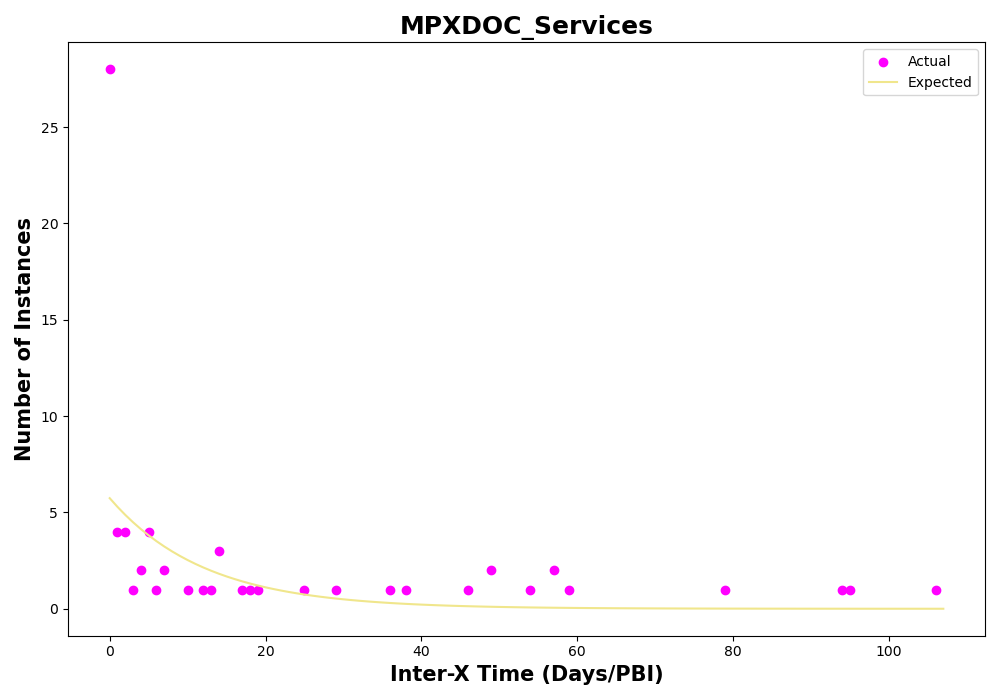 MPXDOC_Services
Actual
Expected
Number of Instances
25
20
15
10
5
0
0 20 40 60 80 100
Inter-X Time (Days/PBI)